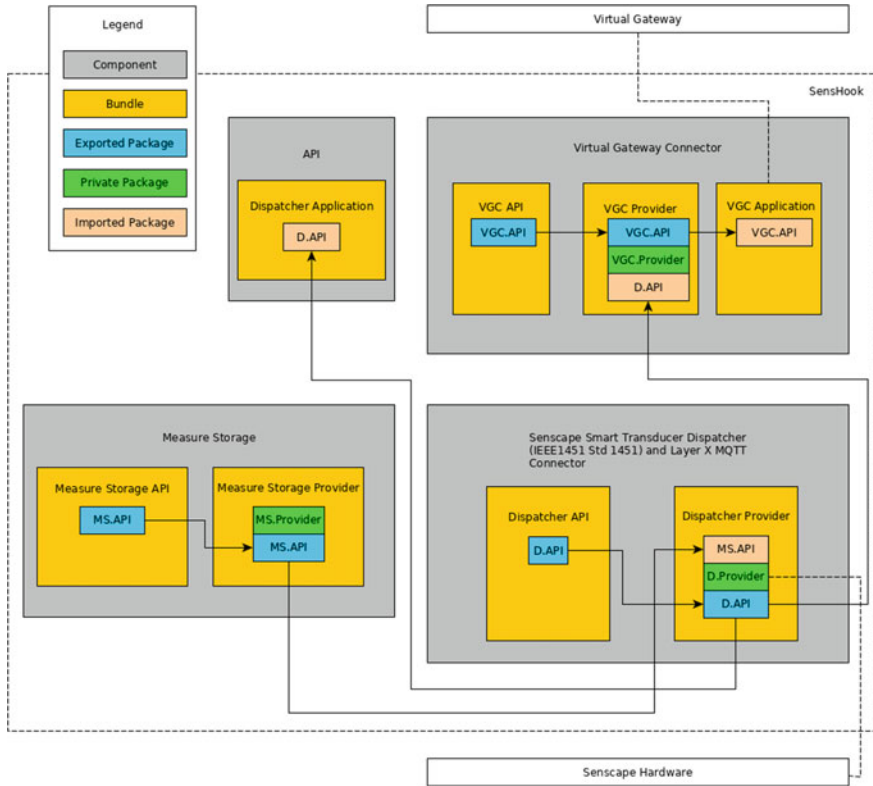 Legend
Component
Bundle
Exported Package
Private Package
Imported Package
Virtual Gateway
SensHook
API
Dispatcher Application
D.API
Virtual Gateway Connector
VGC API
VGC.API
VGC Provider
VGC.API
VGC.Provider
D.API
VGC Application
VGC.API
Measure Storage
Measure Storage API
MS.API
Measure Storage Provider
MS.Provider
MS.API
Senscape Smart Transducer Dispatcher
(IEEE1451 Std 1451) and Layer X MQTT
Connector
Dispatcher API
D.API
Dispatcher Provider
MS.API
D.Provider
D.API
Senscape Hardware